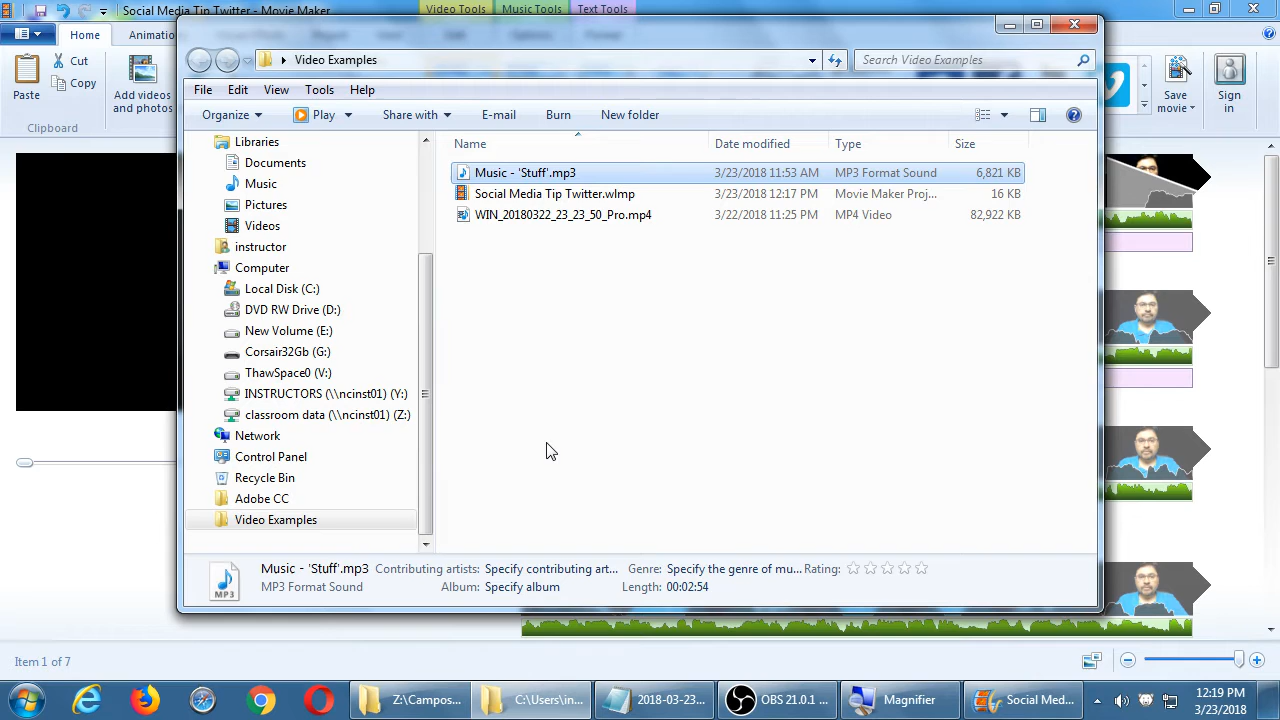 Social Media Tip Twitter - Movie Maker
Video Tools
Music Tools
Text Tools
Home
Animatio
Paste
Cut
Copy
Clipboard
Add videos
and photos
Save
movie
Sign
in
Video Examples
Search Video Examples
File Edit View Tools Help
Organize Play Share with E-mail Burn New folder
Name Date modified Type Size
Music - 'Stuff'.mp3 3/23/2018 11:53 AM MP3 Format Sound 6,821 KB
Social Media Tip Twitter.wlmp 3/23/2018 12:17 PM Movie Maker Proj... 16 KB
WIN_20180322_23_23_50_Pro.mp4 3/22/2018 11:25 PM MP4 Video 82,922 KB
Libraries
Documents
Music
Pictures
Videos
instructor
Computer
Local Disk (C:)
DVD RW Drive (D:)
New Volume (E:)
Corsair32Gb (G:)
ThawSpace0 (V:)
INSTRUCTORS (\\ncinst01) (Y:)
classroom data (\\ncinst01) (Z:)
Network
Control Panel
Recycle Bin
Adobe CC
Video Examples
MP3
Music - 'Stuff'.mp3 Contributing artists: Specify contributing art... Genre: Specify the genre of mu... Rating:
MP3 Format Sound Album: Specify album Length: 00:02:54
Item 1 of 7
Z:\Campos...
C:\Users\in...
2018-03-23...
OBS 21.0.1 ...
Magnifier
Social Med...
12:19 PM
3/23/2018